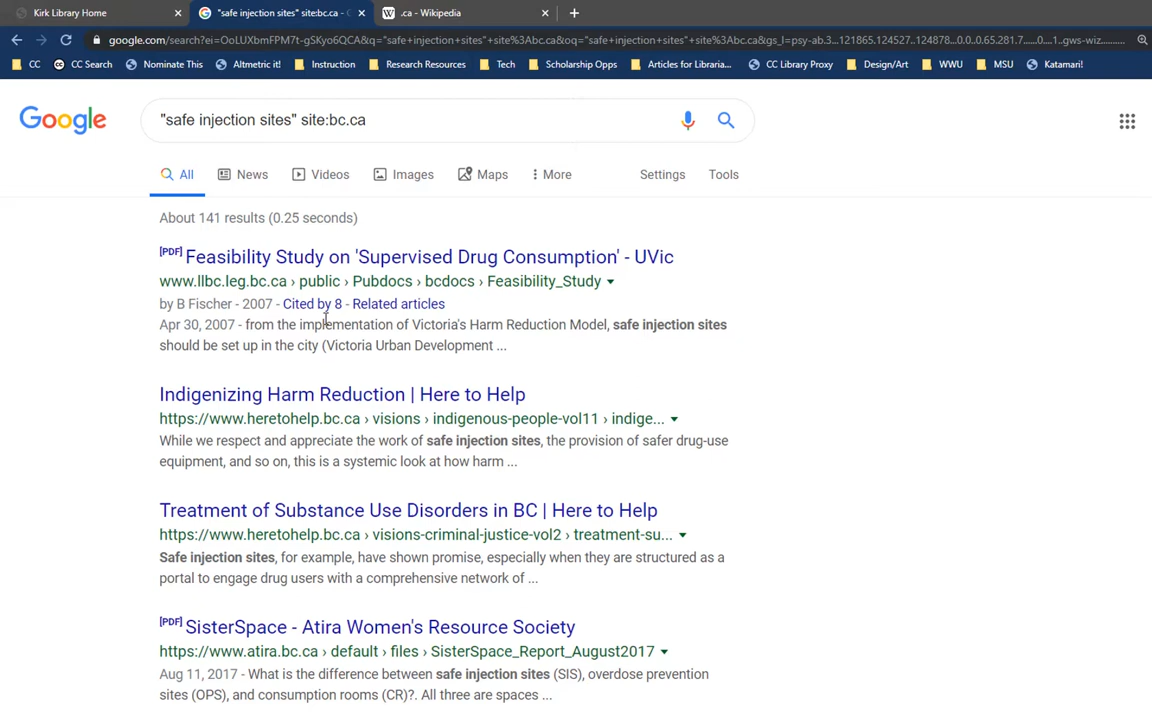 Kirk Library Home
"safe injection sites" site:bc.ca -
.ca - Wikipedia
google.com/search?ei=OoLUXbmFPM7t-gSKyo6QCA&q="safe+injection+sites"+site%3Abc.ca&oq="safe+injection+sites"+site%3Abc.ca&gs_l=psy-ab.3...121865.124527..124878...0.0..0.65.281.7......0....1..gws-wiz.........
CC CC Search Nominate This Altmetric it! Instruction Research Resources Tech Scholarship Opps Articles for Libraria... CC Library Proxy Design/Art WWU MSU Katamari!
Google
"safe injection sites" site:bc.ca
All News Videos Images Maps More Settings Tools
About 141 results (0.25 seconds)
[PDF] Feasibility Study on 'Supervised Drug Consumption' - UVic
www.llbc.leg.bc.ca › public › Pubdocs › bcdocs › Feasibility_Study
by B Fischer - 2007 - Cited by 8 - Related articles
Apr 30, 2007 - from the implementation of Victoria's Harm Reduction Model, safe injection sites
should be set up in the city (Victoria Urban Development ...
Indigenizing Harm Reduction | Here to Help
https://www.heretohelp.bc.ca › visions › indigenous-people-vol11 › indige...
While we respect and appreciate the work of safe injection sites, the provision of safer drug-use
equipment, and so on, this is a systemic look at how harm ...
Treatment of Substance Use Disorders in BC | Here to Help
https://www.heretohelp.bc.ca › visions-criminal-justice-vol2 › treatment-su...
Safe injection sites, for example, have shown promise, especially when they are structured as a
portal to engage drug users with a comprehensive network of ...
[PDF] SisterSpace - Atira Women's Resource Society
https://www.atira.bc.ca › default › files › SisterSpace_Report_August2017
Aug 11, 2017 - What is the difference between safe injection sites (SIS), overdose prevention
sites (OPS), and consumption rooms (CR)?. All three are spaces ...